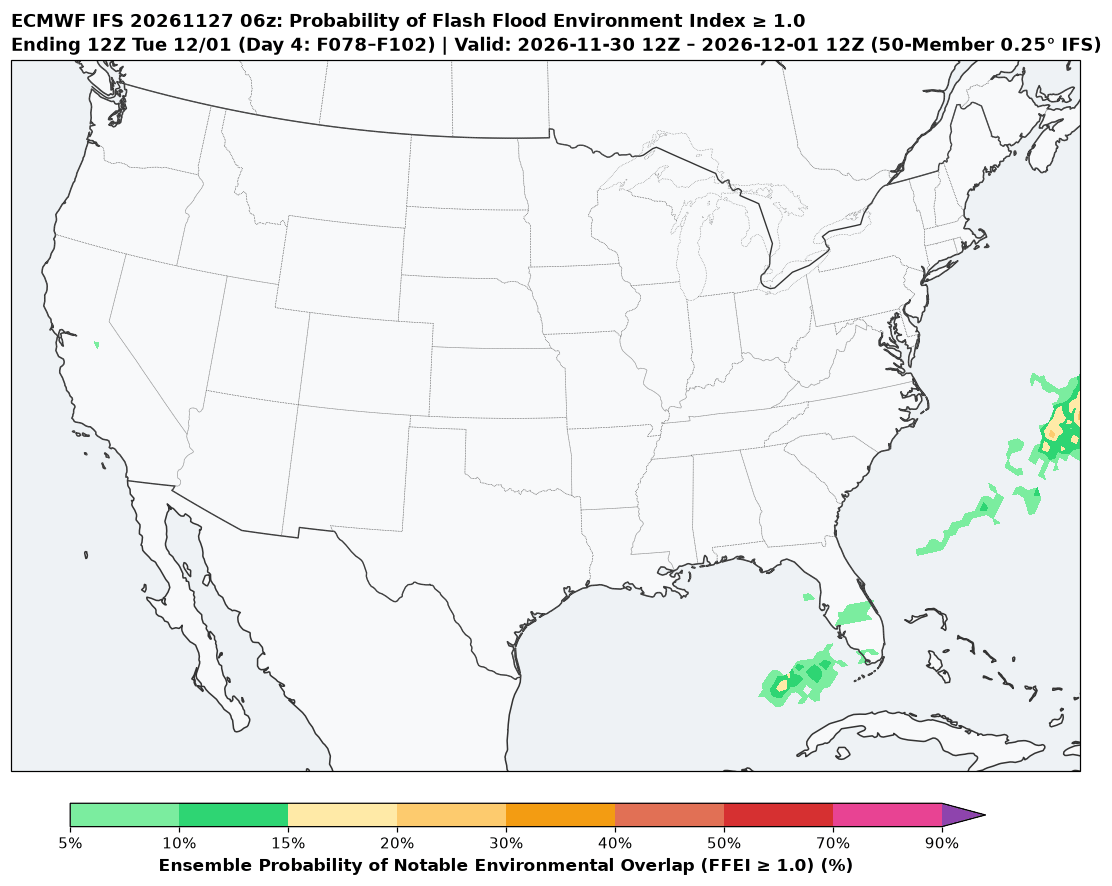 ECMWF IFS 20261127 06z: Probability of Flash Flood Environment Index ≥ 1.0
Ending 12Z Tue 12/01 (Day 4: F078–F102) | Valid: 2026-11-30 12Z – 2026-12-01 12Z (50-Member 0.25° IFS)
5% 10% 15% 20% 30% 40% 50% 70% 90%
Ensemble Probability of Notable Environmental Overlap (FFEI ≥ 1.0) (%)